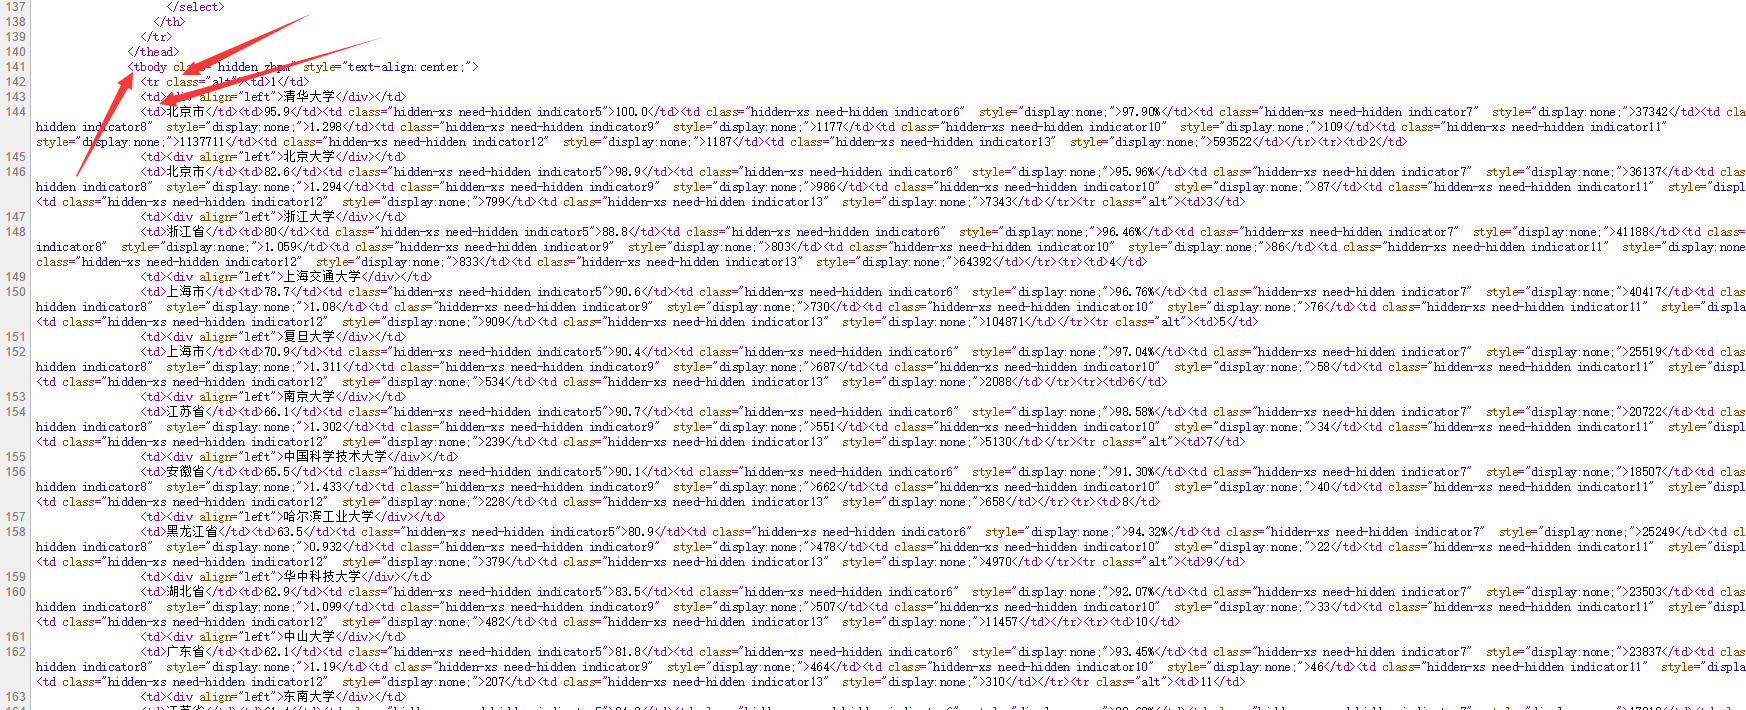 137 </select>
138 </th>
139 </tr>
140 </thead>
141 <tbody class="hidden_zhpm" style="text-align:center;">
142 <tr class="alt"><td>1</td>
143 <td><div align="left">清华大学</div></td>
144 <td>北京市</td><td>95.9</td><td class="hidden-xs need-hidden indicator5">100.0</td><td class="hidden-xs need-hidden indicator6" style="display:none;">97.90%</td><td class="hidden-xs need-hidden indicator7" style="display:none;">37342</td><td cla
hidden indicator8" style="display:none;">1.298</td><td class="hidden-xs need-hidden indicator9" style="display:none;">1177</td><td class="hidden-xs need-hidden indicator10" style="display:none;">109</td><td class="hidden-xs need-hidden indicator11"
style="display:none;">1137711</td><td class="hidden-xs need-hidden indicator12" style="display:none;">1187</td><td class="hidden-xs need-hidden indicator13" style="display:none;">593522</td></tr><tr><td>2</td>
145 <td><div align="left">北京大学</div></td>
146 <td>北京市</td><td>82.6</td><td class="hidden-xs need-hidden indicator5">98.9</td><td class="hidden-xs need-hidden indicator6" style="display:none;">95.96%</td><td class="hidden-xs need-hidden indicator7" style="display:none;">36137</td><td clas
hidden indicator8" style="display:none;">1.294</td><td class="hidden-xs need-hidden indicator9" style="display:none;">986</td><td class="hidden-xs need-hidden indicator10" style="display:none;">87</td><td class="hidden-xs need-hidden indicator11" style="displ
<td class="hidden-xs need-hidden indicator12" style="display:none;">799</td><td class="hidden-xs need-hidden indicator13" style="display:none;">7343</td></tr><tr class="alt"><td>3</td>
147 <td><div align="left">浙江大学</div></td>
148 <td>浙江省</td><td>80</td><td class="hidden-xs need-hidden indicator5">88.8</td><td class="hidden-xs need-hidden indicator6" style="display:none;">96.46%</td><td class="hidden-xs need-hidden indicator7" style="display:none;">41188</td><td class=
indicator8" style="display:none;">1.059</td><td class="hidden-xs need-hidden indicator9" style="display:none;">803</td><td class="hidden-xs need-hidden indicator10" style="display:none;">86</td><td class="hidden-xs need-hidden indicator11" style="display:none
class="hidden-xs need-hidden indicator12" style="display:none;">833</td><td class="hidden-xs need-hidden indicator13" style="display:none;">64392</td></tr><tr><td>4</td>
149 <td><div align="left">上海交通大学</div></td>
150 <td>上海市</td><td>78.7</td><td class="hidden-xs need-hidden indicator5">90.6</td><td class="hidden-xs need-hidden indicator6" style="display:none;">96.76%</td><td class="hidden-xs need-hidden indicator7" style="display:none;">40417</td><td clas
hidden indicator8" style="display:none;">1.08</td><td class="hidden-xs need-hidden indicator9" style="display:none;">730</td><td class="hidden-xs need-hidden indicator10" style="display:none;">76</td><td class="hidden-xs need-hidden indicator11" style="displa
<td class="hidden-xs need-hidden indicator12" style="display:none;">909</td><td class="hidden-xs need-hidden indicator13" style="display:none;">104871</td></tr><tr class="alt"><td>5</td>
151 <td><div align="left">复旦大学</div></td>
152 <td>上海市</td><td>70.9</td><td class="hidden-xs need-hidden indicator5">90.4</td><td class="hidden-xs need-hidden indicator6" style="display:none;">97.04%</td><td class="hidden-xs need-hidden indicator7" style="display:none;">25519</td><td clas
hidden indicator8" style="display:none;">1.311</td><td class="hidden-xs need-hidden indicator9" style="display:none;">687</td><td class="hidden-xs need-hidden indicator10" style="display:none;">58</td><td class="hidden-xs need-hidden indicator11" style="displ
<td class="hidden-xs need-hidden indicator12" style="display:none;">534</td><td class="hidden-xs need-hidden indicator13" style="display:none;">2088</td></tr><tr><td>6</td>
153 <td><div align="left">南京大学</div></td>
154 <td>江苏省</td><td>66.1</td><td class="hidden-xs need-hidden indicator5">90.7</td><td class="hidden-xs need-hidden indicator6" style="display:none;">98.58%</td><td class="hidden-xs need-hidden indicator7" style="display:none;">20722</td><td clas
hidden indicator8" style="display:none;">1.302</td><td class="hidden-xs need-hidden indicator9" style="display:none;">551</td><td class="hidden-xs need-hidden indicator10" style="display:none;">34</td><td class="hidden-xs need-hidden indicator11" style="displ
<td class="hidden-xs need-hidden indicator12" style="display:none;">239</td><td class="hidden-xs need-hidden indicator13" style="display:none;">5130</td></tr><tr class="alt"><td>7</td>
155 <td><div align="left">中国科学技术大学</div></td>
156 <td>安徽省</td><td>65.5</td><td class="hidden-xs need-hidden indicator5">90.1</td><td class="hidden-xs need-hidden indicator6" style="display:none;">91.30%</td><td class="hidden-xs need-hidden indicator7" style="display:none;">18507</td><td clas
hidden indicator8" style="display:none;">1.433</td><td class="hidden-xs need-hidden indicator9" style="display:none;">662</td><td class="hidden-xs need-hidden indicator10" style="display:none;">40</td><td class="hidden-xs need-hidden indicator11" style="displ
<td class="hidden-xs need-hidden indicator12" style="display:none;">228</td><td class="hidden-xs need-hidden indicator13" style="display:none;">658</td></tr><tr><td>8</td>
157 <td><div align="left">哈尔滨工业大学</div></td>
158 <td>黑龙江省</td><td>63.5</td><td class="hidden-xs need-hidden indicator5">80.9</td><td class="hidden-xs need-hidden indicator6" style="display:none;">94.32%</td><td class="hidden-xs need-hidden indicator7" style="display:none;">25249</td><td cl
hidden indicator8" style="display:none;">0.932</td><td class="hidden-xs need-hidden indicator9" style="display:none;">478</td><td class="hidden-xs need-hidden indicator10" style="display:none;">22</td><td class="hidden-xs need-hidden indicator11" style="displ
<td class="hidden-xs need-hidden indicator12" style="display:none;">379</td><td class="hidden-xs need-hidden indicator13" style="display:none;">4970</td></tr><tr class="alt"><td>9</td>
159 <td><div align="left">华中科技大学</div></td>
160 <td>湖北省</td><td>62.9</td><td class="hidden-xs need-hidden indicator5">83.5</td><td class="hidden-xs need-hidden indicator6" style="display:none;">92.07%</td><td class="hidden-xs need-hidden indicator7" style="display:none;">23503</td><td clas
hidden indicator8" style="display:none;">1.099</td><td class="hidden-xs need-hidden indicator9" style="display:none;">507</td><td class="hidden-xs need-hidden indicator10" style="display:none;">33</td><td class="hidden-xs need-hidden indicator11" style="displ
<td class="hidden-xs need-hidden indicator12" style="display:none;">482</td><td class="hidden-xs need-hidden indicator13" style="display:none;">11457</td></tr><tr><td>10</td>
161 <td><div align="left">中山大学</div></td>
162 <td>广东省</td><td>62.1</td><td class="hidden-xs need-hidden indicator5">81.8</td><td class="hidden-xs need-hidden indicator6" style="display:none;">93.45%</td><td class="hidden-xs need-hidden indicator7" style="display:none;">23837</td><td clas
hidden indicator8" style="display:none;">1.19</td><td class="hidden-xs need-hidden indicator9" style="display:none;">464</td><td class="hidden-xs need-hidden indicator10" style="display:none;">46</td><td class="hidden-xs need-hidden indicator11" style="displa
<td class="hidden-xs need-hidden indicator12" style="display:none;">207</td><td class="hidden-xs need-hidden indicator13" style="display:none;">310</td></tr><tr class="alt"><td>11</td>
163 <td><div align="left">东南大学</div></td>